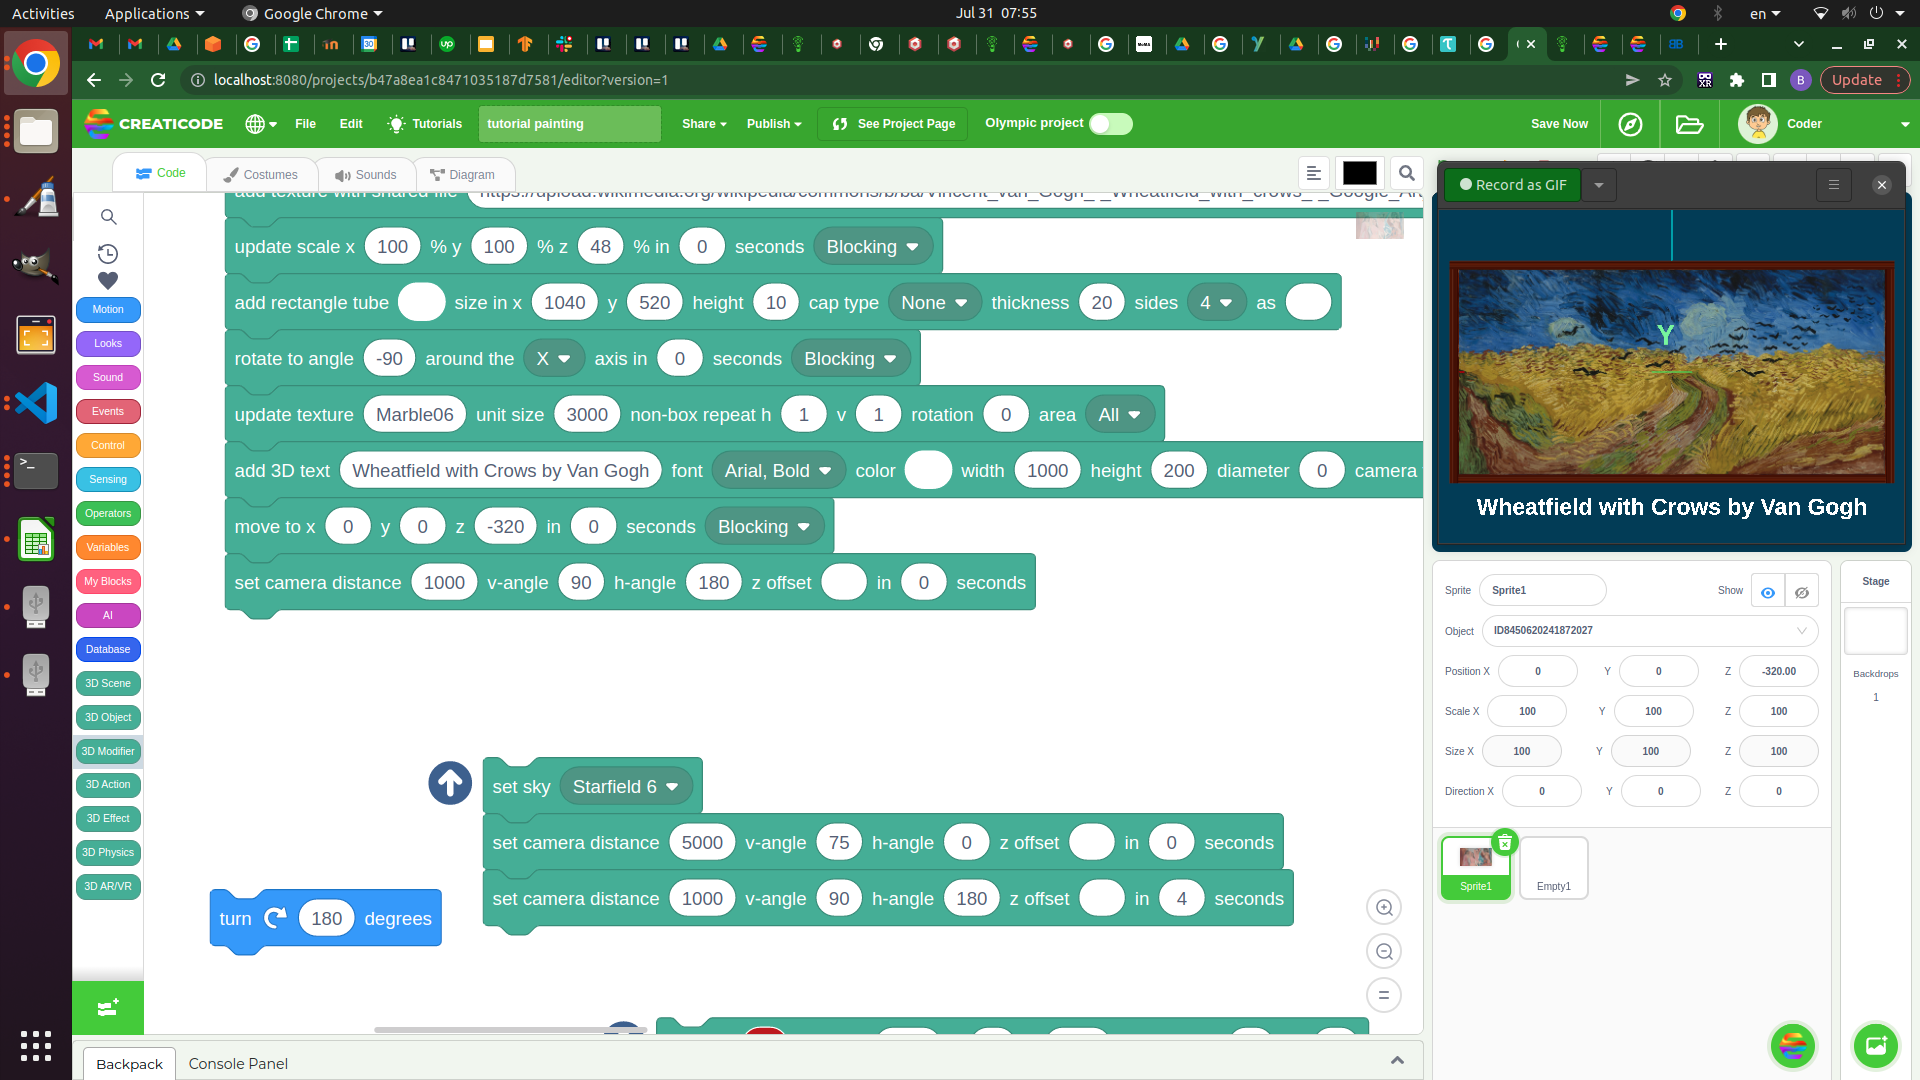 Activities Applications Google Chrome Jul 31 07:55 en
localhost:8080/projects/b47a8ea1c8471035187d7581/editor?version=1 XR B Update
CREATICODE File Edit Tutorials tutorial painting Share Publish See Project Page Olympic project Save Now Coder
Code Costumes Sounds Diagram
Record as GIF
update scale x 100 % y 100 % z 48 % in 0 seconds Blocking
add rectangle tube size in x 1040 y 520 height 10 cap type None thickness 20 sides 4 as
rotate to angle -90 around the X axis in 0 seconds Blocking
update texture Marble06 unit size 3000 non-box repeat h 1 v 1 rotation 0 area All
add 3D text Wheatfield with Crows by Van Gogh font Arial, Bold color width 1000 height 200 diameter 0 camera
move to x 0 y 0 z -320 in 0 seconds Blocking
set camera distance 1000 v-angle 90 h-angle 180 z offset in 0 seconds
set sky Starfield 6
set camera distance 5000 v-angle 75 h-angle 0 z offset in 0 seconds
set camera distance 1000 v-angle 90 h-angle 180 z offset in 4 seconds
turn 180 degrees
Motion
Looks
Sound
Events
Control
Sensing
Operators
Variables
My Blocks
AI
Database
3D Scene
3D Object
3D Modifier
3D Action
3D Effect
3D Physics
3D AR/VR
Y
Wheatfield with Crows by Van Gogh
Sprite Sprite1 Show
Object ID8450620241872027
Position X 0 Y 0 Z -320.00
Scale X 100 Y 100 Z 100
Size X 100 Y 100 Z 100
Direction X 0 Y 0 Z 0
Sprite1 Empty1
Stage
Backdrops
1
Backpack Console Panel